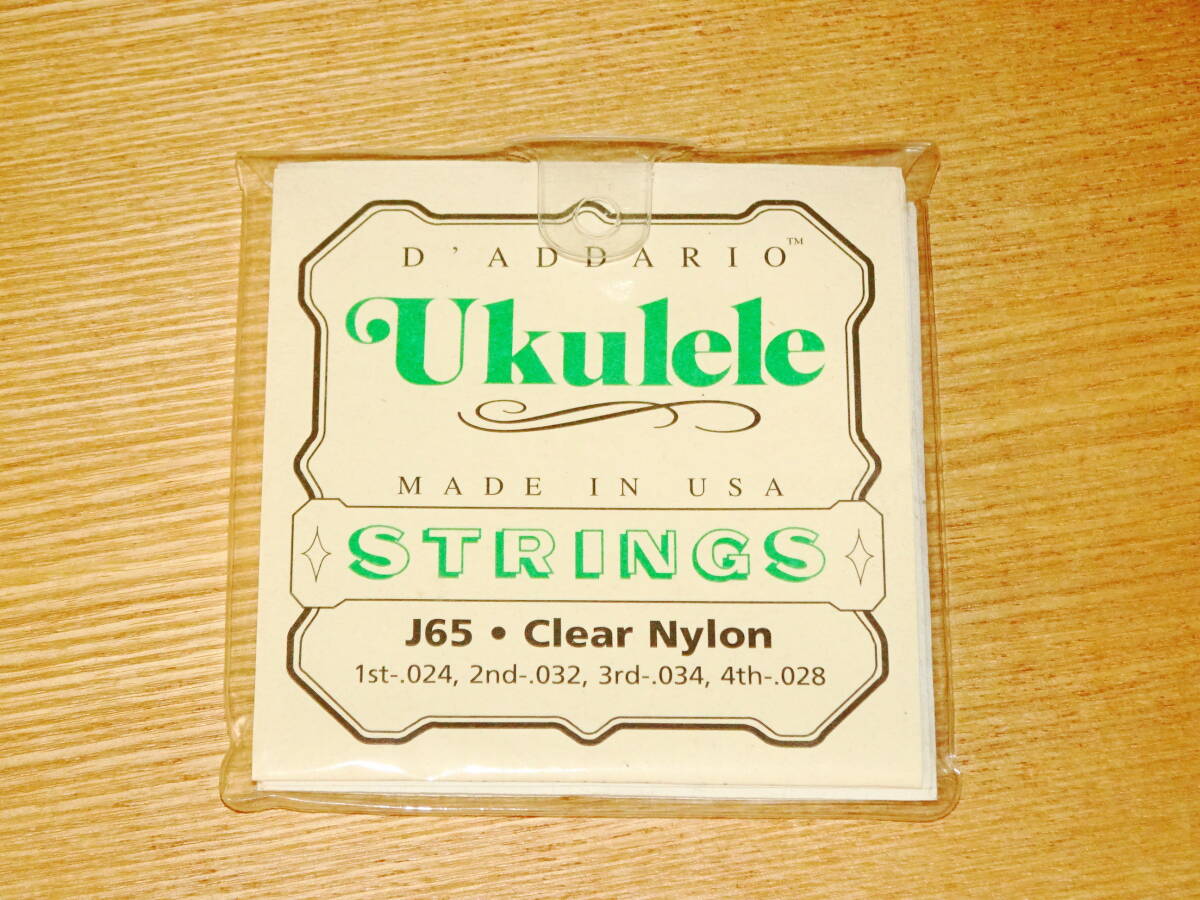 D'ADDARIO™
Ukulele
MADE IN USA
STRINGS
J65 • Clear Nylon
1st-.024, 2nd-.032, 3rd-.034, 4th-.028